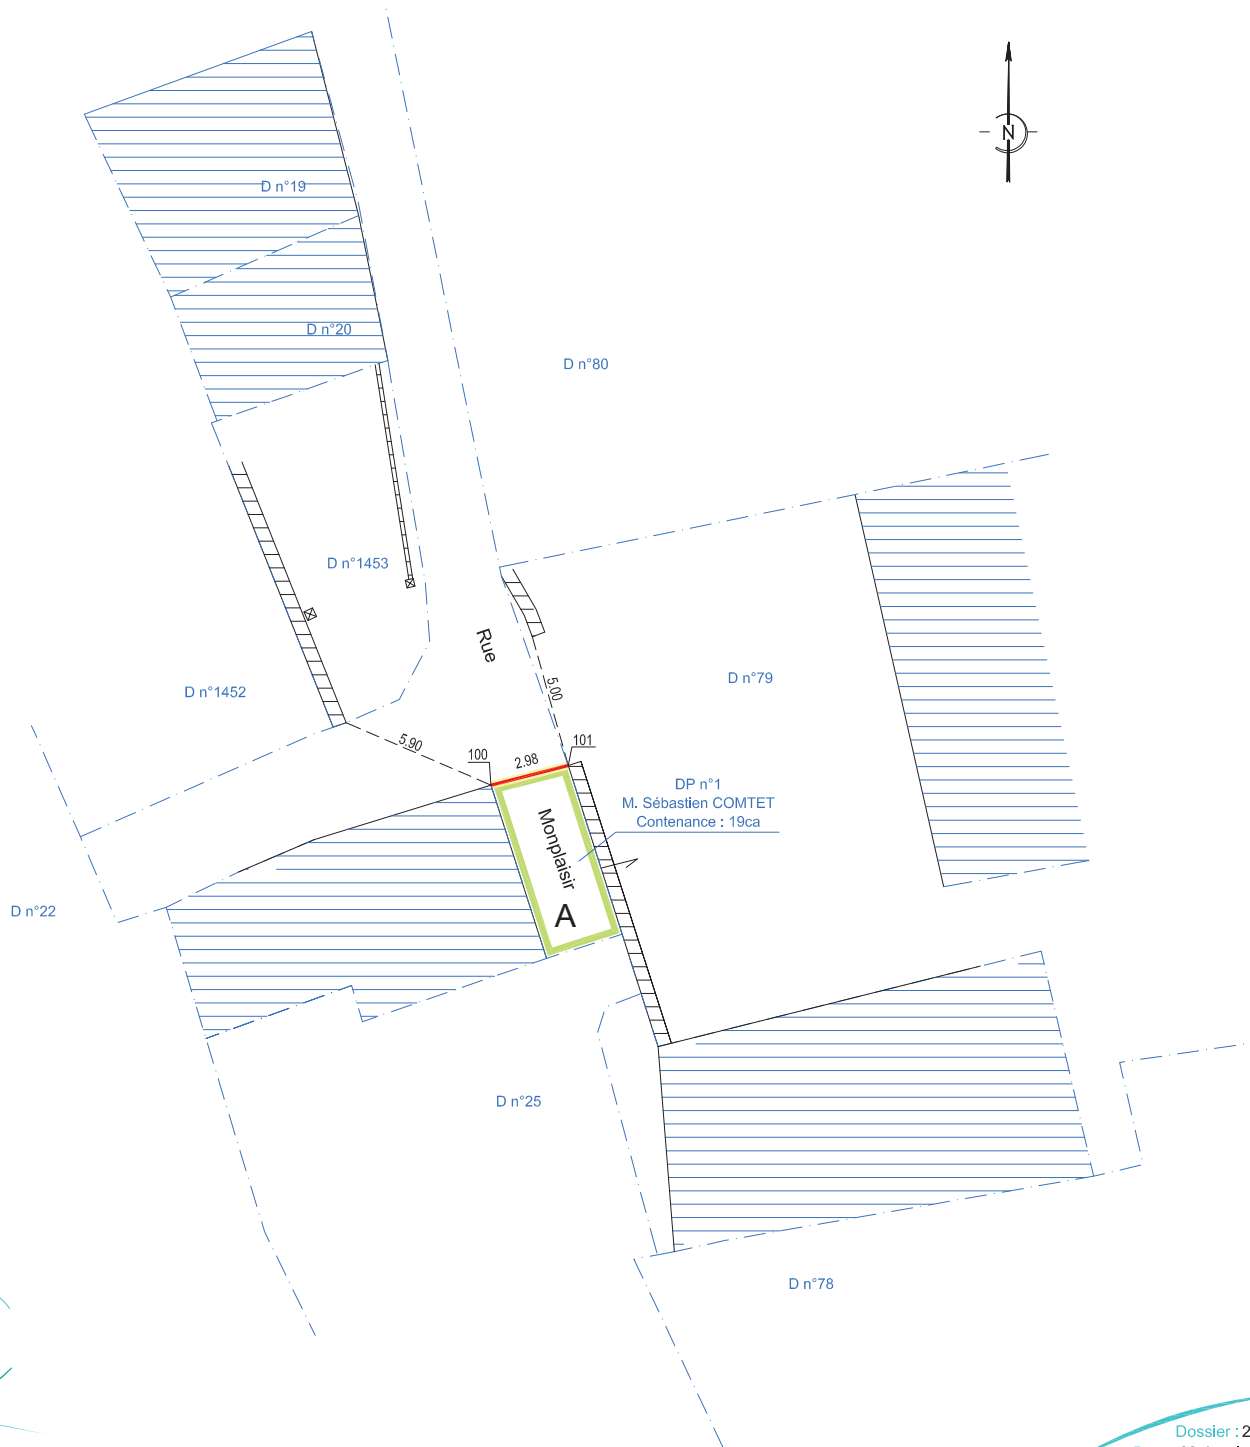 N
D n°19
D n°20
D n°80
D n°1453
Rue
D n°79
D n°1452
5.00
5.90
100
2.98
101
DP n°1
M. Sébastien COMTET
Contenance : 19ca
Monplaisir
A
D n°22
D n°25
D n°78
Dossier : 2